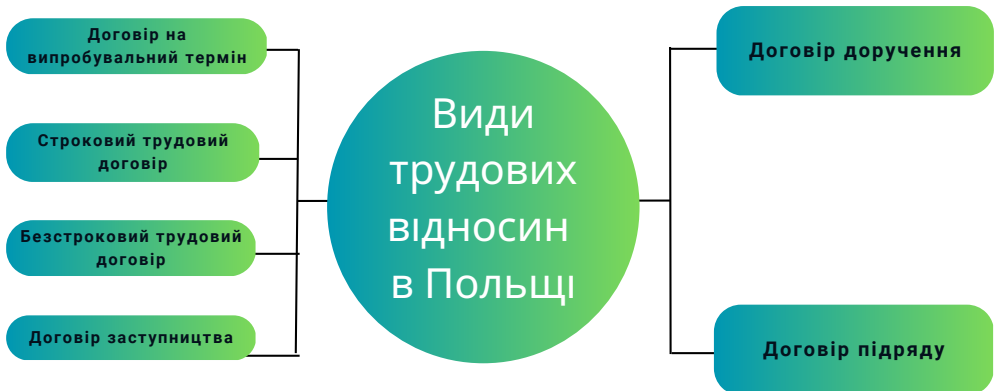 Договір на
випробувальний термін
Строковий трудовий
договір
Безстроковий трудовий
договір
Договір заступництва
Види
трудових
відносин
в Польщі
Договір доручення
Договір підряду